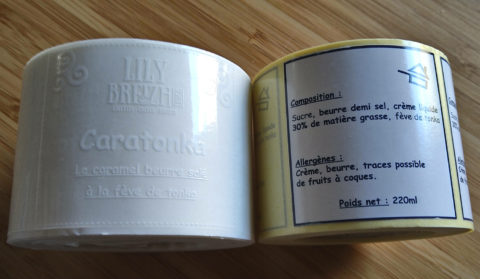 LILY
BREIZH
Caratonka
Le caramel beurre salé
à la fève de tonka
Composition :
Sucre, beurre demi sel, crème liquide
30% de matière grasse, fève de tonka
Allergènes :
Crème, beurre, traces possible
de fruits à coques.
Poids net : 220ml